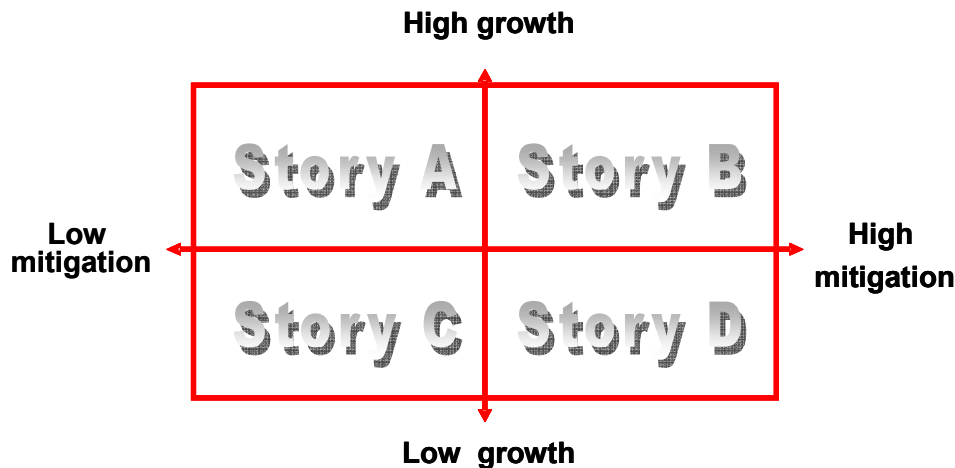 High growth
Story A
Story B
Low
mitigation
High
mitigation
Story C
Story D
Low growth